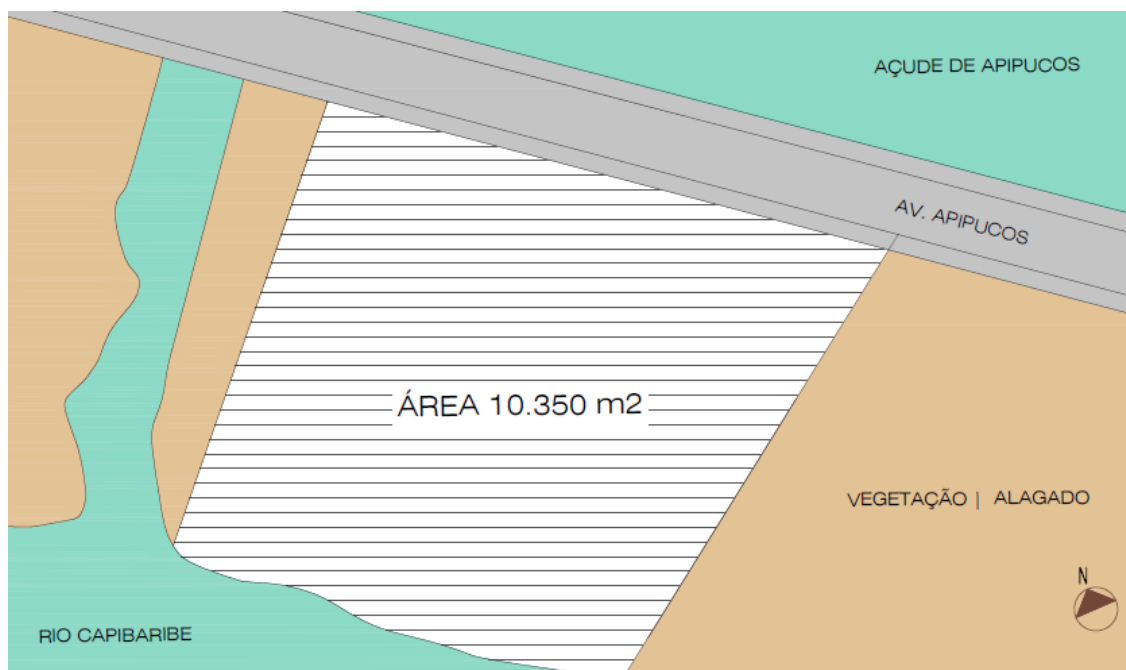 AÇUDE DE APIPUCOS
AV. APIPUCOS
ÁREA 10.350 m2
VEGETAÇÃO | ALAGADO
N
RIO CAPIBARIBE